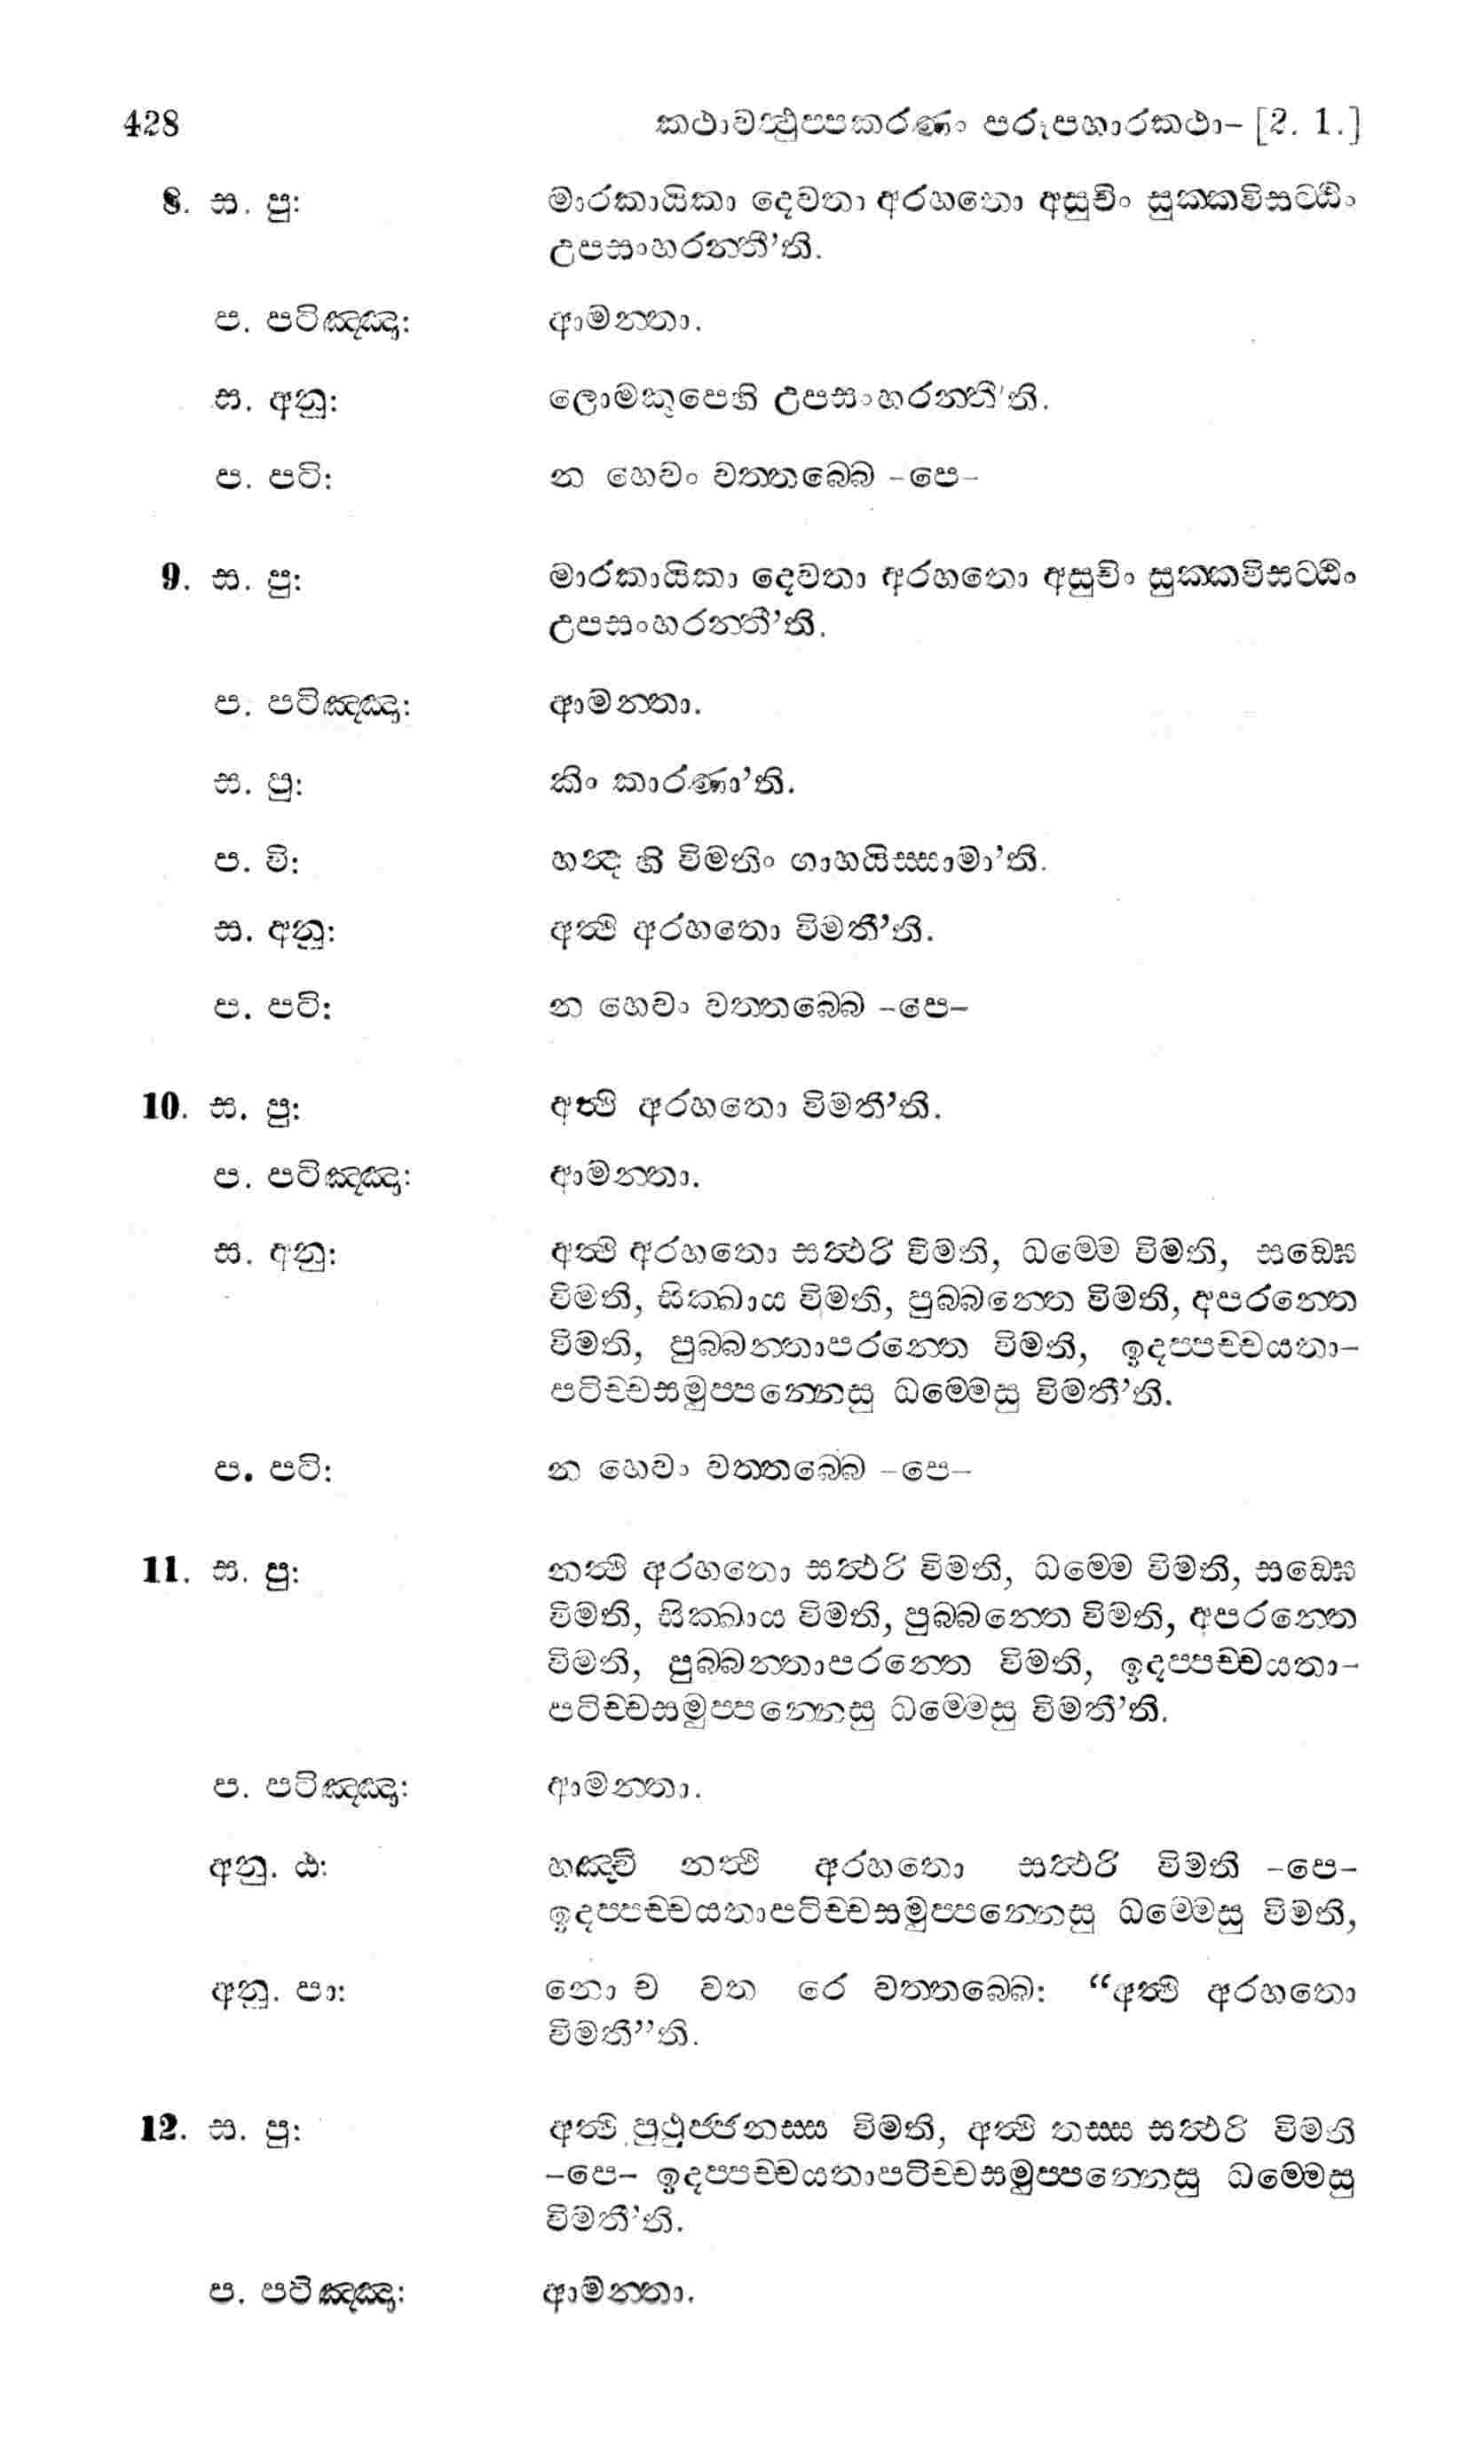 428 කථාවත්‍ථුප්පකරණං පරූපහාරකථා- [2. 1.]
8. ස. පු: මාරකායිකා දෙවතා අරහතො අසුචිං සුක්කවිසට්ඨිං
උපසංහරන්තී’ති.
ප. පටිඤ්ඤා: ආමන්තා.
ස. අනු: ලොමකූපෙහි උපසංහරන්තී’ති.
ප. පටි: න හෙවං වත්තබ්බෙ -පෙ-
9. ස. පු: මාරකායිකා දෙවතා අරහතො අසුචිං සුක්කවිසට්ඨිං
උපසංහරන්තී’ති.
ප. පටිඤ්ඤා: ආමන්තා.
ස. පු: කිං කාරණා’ති.
ප. වි: හන්‍ද හි විමතිං ගාහයිස්සාමා’ති.
ස. අනු: අත්‍ථි අරහතො විමතී’ති.
ප. පටි: න හෙවං වත්තබ්බෙ -පෙ-
10. ස. පු: අත්‍ථි අරහතො විමතී’ති.
ප. පටිඤ්ඤා: ආමන්තා.
ස. අනු: අත්‍ථි අරහතො සත්‍ථරි විමති, ධම්මෙ විමති, සඞ්ඝෙ
විමති, සික්ඛාය විමති, පුබ්බන්තෙ විමති, අපරන්තෙ
විමති, පුබ්බන්තාපරන්තෙ විමති, ඉදප්පච්චයතා-
පටිච්චසමුප්පන්නෙසු ධම්මෙසු විමතී’ති.
ප. පටි: න හෙවං වත්තබ්බෙ -පෙ-
11. ස. පු: නත්‍ථි අරහතො සත්‍ථරි විමති, ධම්මෙ විමති, සඞ්ඝෙ
විමති, සික්ඛාය විමති, පුබ්බන්තෙ විමති, අපරන්තෙ
විමති, පුබ්බන්තාපරන්තෙ විමති, ඉදප්පච්චයතා-
පටිච්චසමුප්පන්නෙසු ධම්මෙසු විමතී’ති.
ප. පටිඤ්ඤා: ආමන්තා.
අනු. ඨ: හඤ්චි නත්‍ථි අරහතො සත්‍ථරි විමති -පෙ-
ඉදප්පච්චයතාපටිච්චසමුප්පන්නෙසු ධම්මෙසු විමති,
අනු. පා: නො ච වත රෙ වත්තබ්බෙ: “අත්‍ථි අරහතො
විමතී”ති.
12. ස. පු: අත්‍ථි පුථුජ්ජනස්ස විමති, අත්‍ථි තස්ස සත්‍ථරි විමති
-පෙ- ඉදප්පච්චයතාපටිච්චසමුප්පන්නෙසු ධම්මෙසු
විමතී’ති.
ප. පටිඤ්ඤා: ආමන්තා.